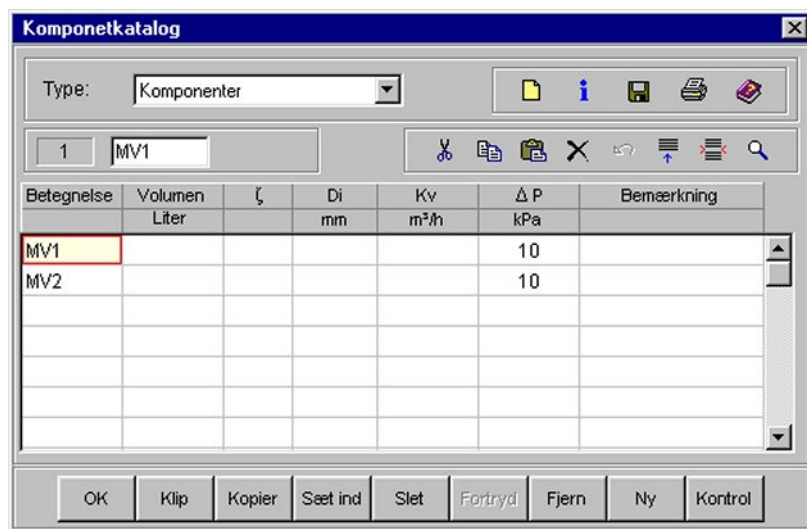 Komponetkatalog
Type: Komponenter
1 MV1
Betegnelse Volumen ζ Di Kv Δ P Bemærkning
Liter mm m³/h kPa
MV1 10
MV2 10
OK Klip Kopier Sæt ind Slet Fortryd Fjern Ny Kontrol